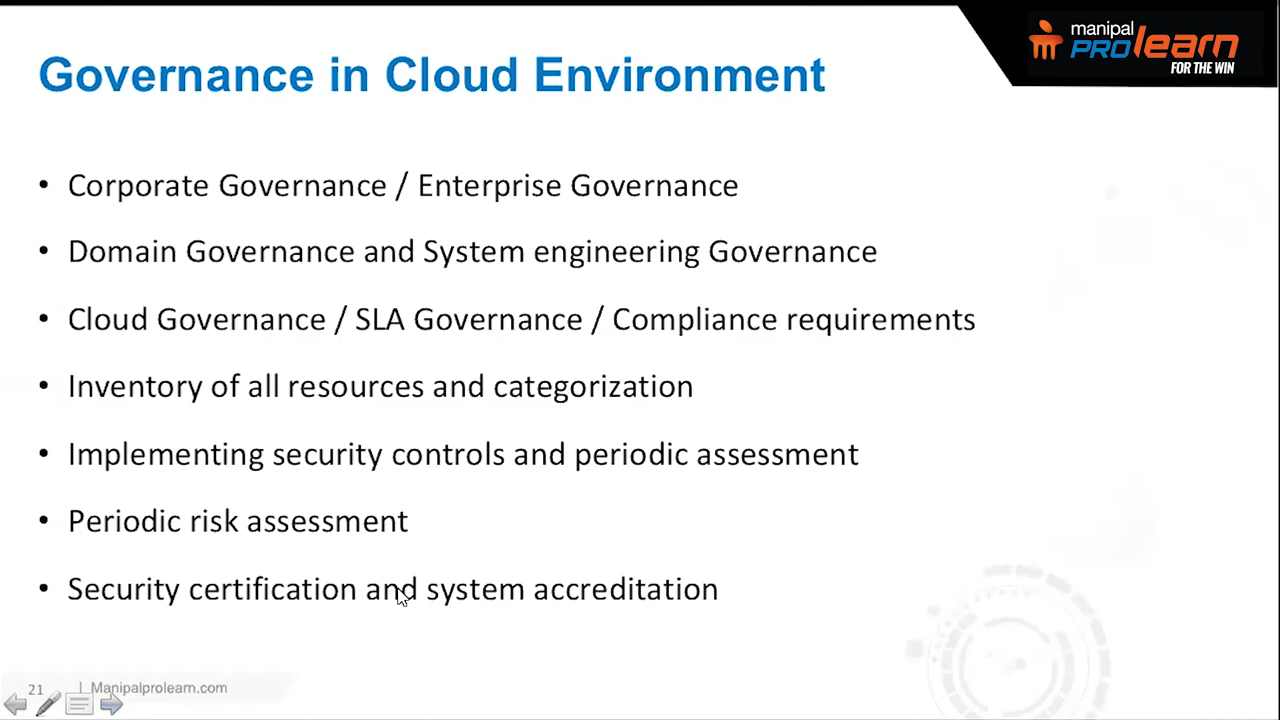 manipal
PROlearn
FOR THE WIN
Governance in Cloud Environment
• Corporate Governance / Enterprise Governance
• Domain Governance and System engineering Governance
• Cloud Governance / SLA Governance / Compliance requirements
• Inventory of all resources and categorization
• Implementing security controls and periodic assessment
• Periodic risk assessment
• Security certification and system accreditation
21 | Manipalprolearn.com